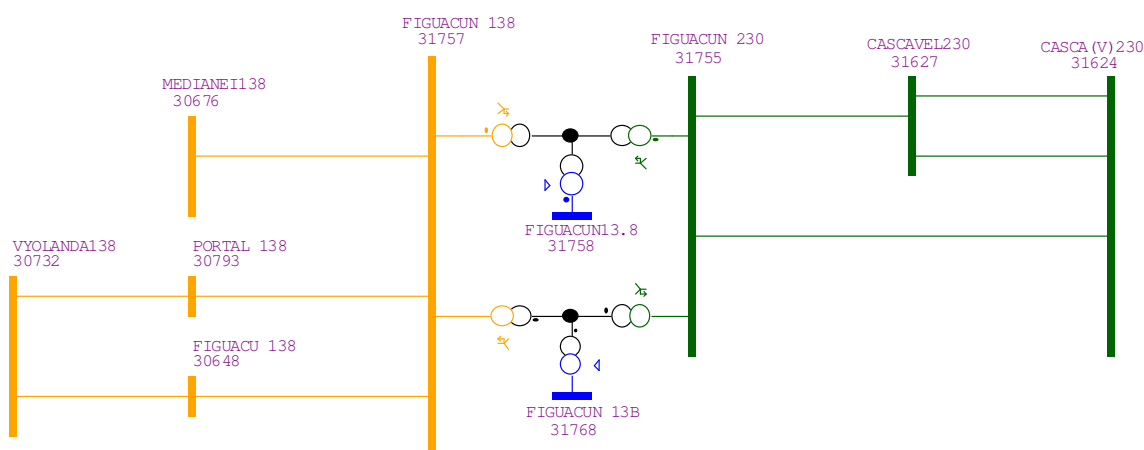 FIGUACUN 138
31757
FIGUACUN 230
31755
CASCAVEL230
31627
CASCA(V)230
31624
MEDIANEI138
30676
FIGUACUN13.8
31758
VYOLANDA138
30732
PORTAL 138
30793
FIGUACU 138
30648
FIGUACUN 13B
31768